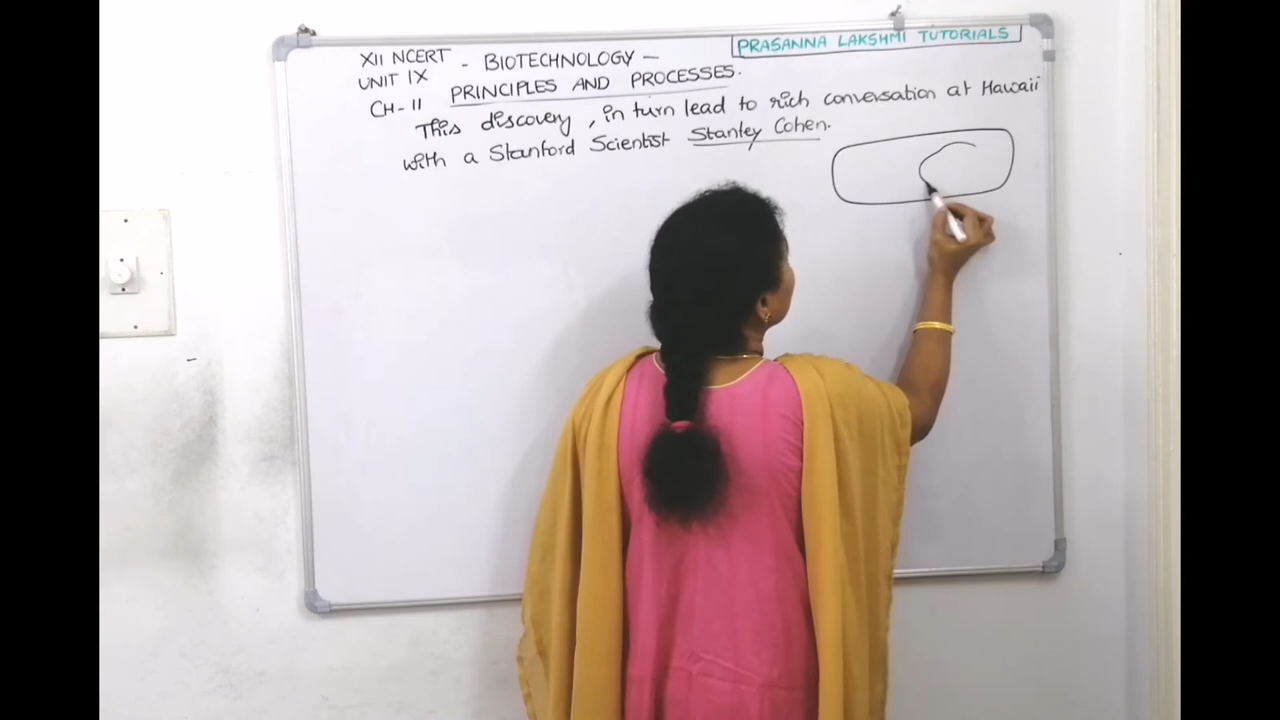 PRASANNA LAKSHMI TUTORIALS
XII NCERT - BIOTECHNOLOGY -
UNIT IX PRINCIPLES AND PROCESSES.
CH-11
This discovery, in turn lead to rich conversation at Hawaii
with a Stanford Scientist Stanley Cohen.